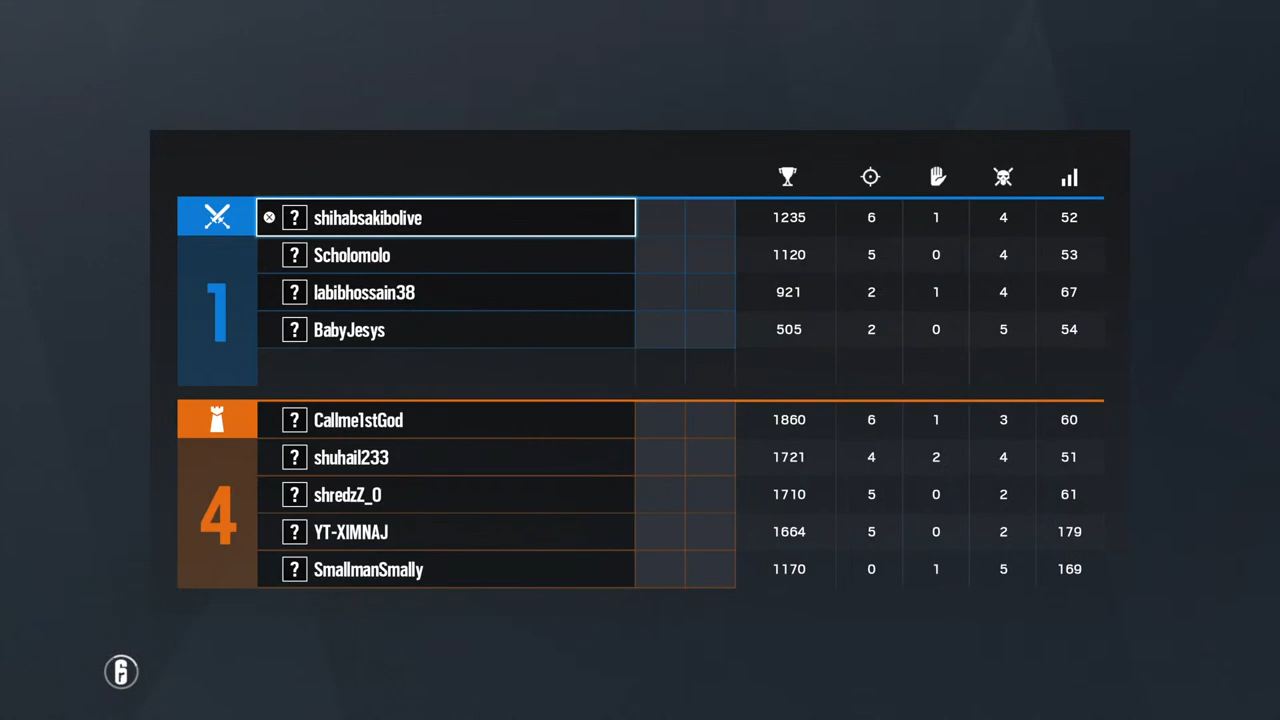 ? shihabsakibolive 1235 6 1 4 52
? Scholomolo 1120 5 0 4 53
? labibhossain38 921 2 1 4 67
1
? BabyJesys 505 2 0 5 54
? Callme1stGod 1860 6 1 3 60
? shuhail233 1721 4 2 4 51
? shredzZ_O 1710 5 0 2 61
4
? YT-XIMNAJ 1664 5 0 2 179
? SmallmanSmally 1170 0 1 5 169
6